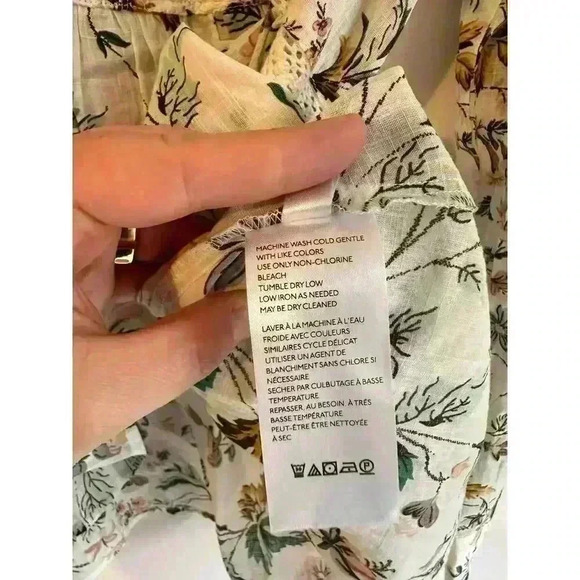 MACHINE WASH COLD GENTLE
WITH LIKE COLORS
USE ONLY NON-CHLORINE
BLEACH
TUMBLE DRY LOW
LOW IRON AS NEEDED
MAY BE DRY CLEANED
LAVER À LA MACHINE À L'EAU
FROIDE AVEC COULEURS
SIMILAIRES CYCLE DÉLICAT
UTILISER UN AGENT DE
BLANCHIMENT SANS CHLORE SI
NÉCESSAIRE
SECHER PAR CULBUTAGE À BASSE
TEMPERATURE
REPASSER, AU BESOIN À TRÈS
BASSE TEMPÉRATURE
PEUT-ÊTRE ÊTRE NETTOYÉE
À SEC